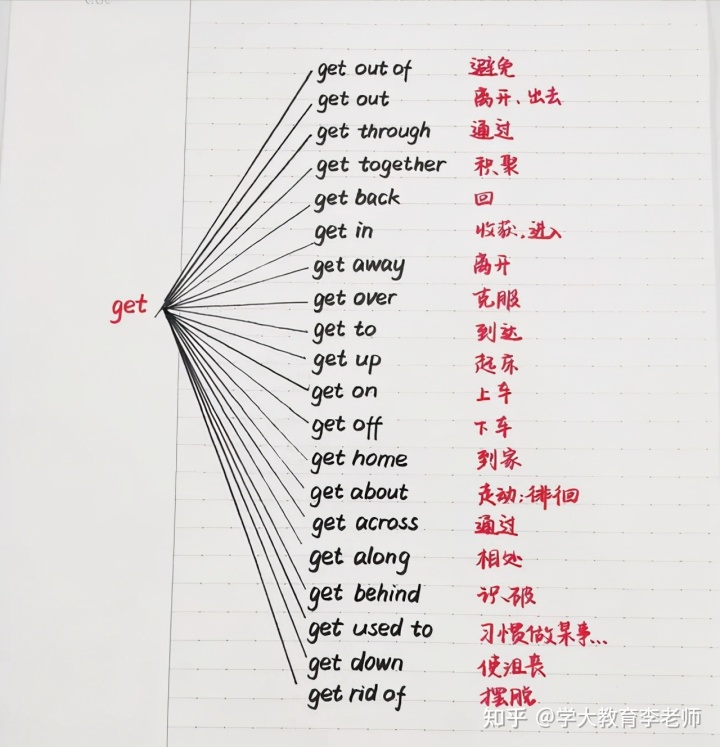 get out of 避免
get out 离开、出去
get through 通过
get together 积聚
get back 回
get in 收获,进入
get away 离开
get over 克服
get
get to 到达
get up 起床
get on 上车
get off 下车
get home 到家
get about 走动;徘徊
get across 通过
get along 相处
get behind 识破
get used to 习惯做某事...
get down 使沮丧
get rid of 摆脱
知乎 @学大教育李老师